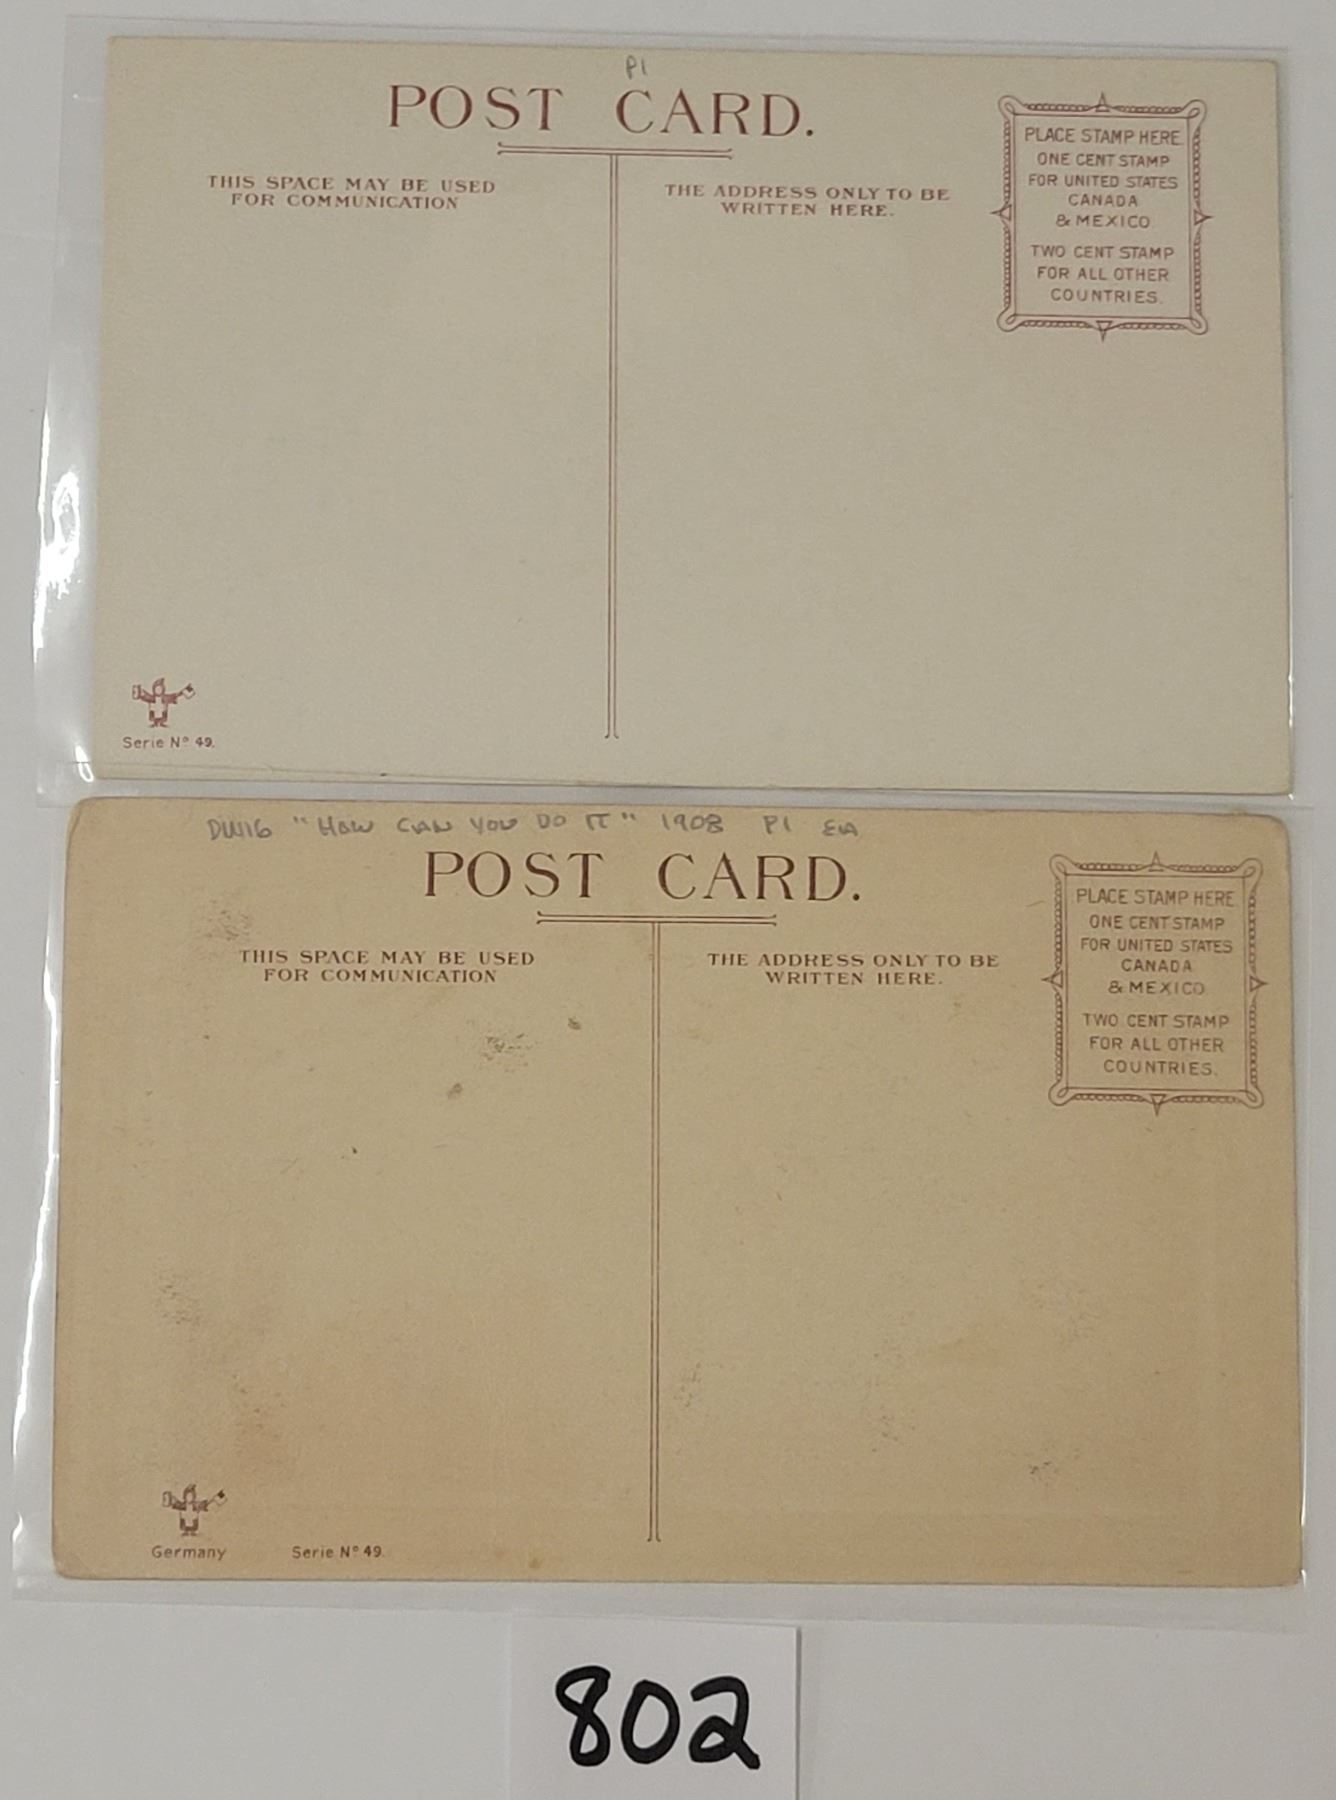 P1
POST CARD.
THIS SPACE MAY BE USED
FOR COMMUNICATION
THE ADDRESS ONLY TO BE
WRITTEN HERE.
PLACE STAMP HERE.
ONE CENT STAMP
FOR UNITED STATES
CANADA
& MEXICO
TWO CENT STAMP
FOR ALL OTHER
COUNTRIES.
Serie Nº 49.
DW16 "HOW CAN YOU DO IT" 1908 P1 EA
POST CARD.
THIS SPACE MAY BE USED
FOR COMMUNICATION
THE ADDRESS ONLY TO BE
WRITTEN HERE.
PLACE STAMP HERE
ONE CENT STAMP
FOR UNITED STATES
CANADA
& MEXICO
TWO CENT STAMP
FOR ALL OTHER
COUNTRIES.
Germany Serie Nº 49.
802